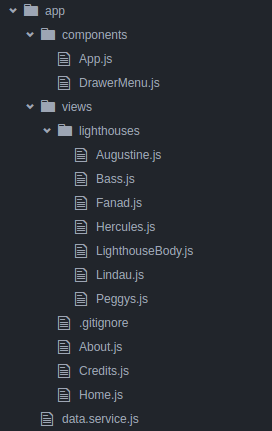 app
components
App.js
DrawerMenu.js
views
lighthouses
Augustine.js
Bass.js
Fanad.js
Hercules.js
LighthouseBody.js
Lindau.js
Peggys.js
.gitignore
About.js
Credits.js
Home.js
data.service.js